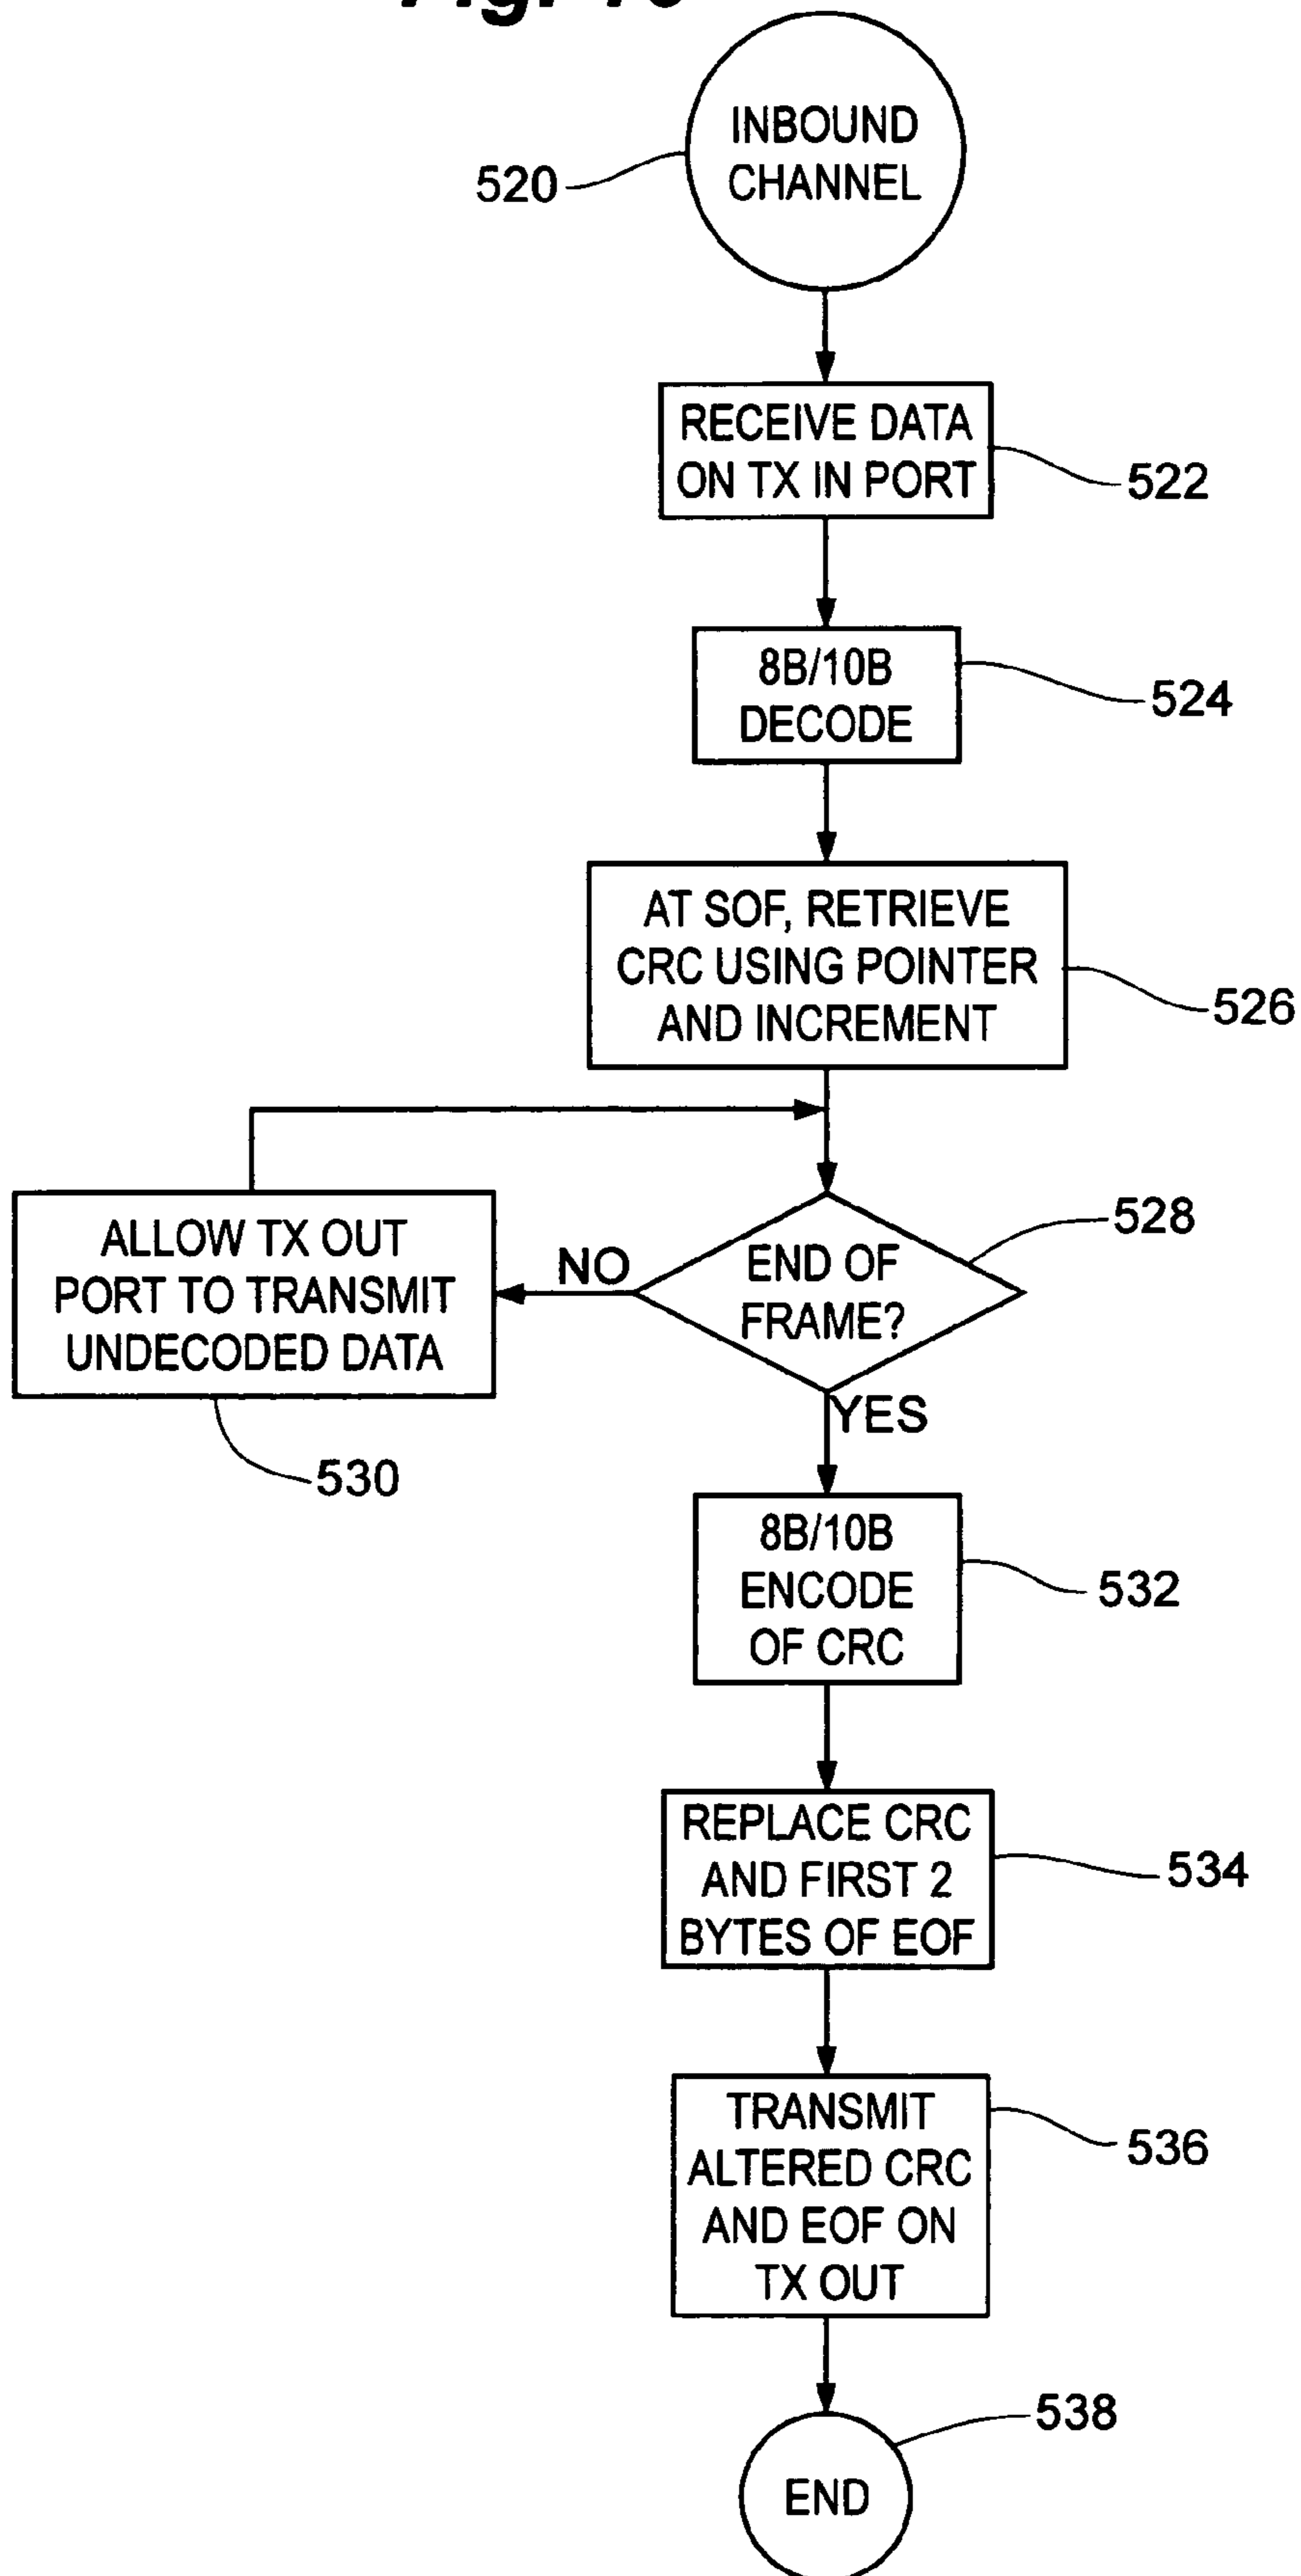 INBOUND
CHANNEL
520
RECEIVE DATA
ON TX IN PORT
522
8B/10B
DECODE
524
AT SOF, RETRIEVE
CRC USING POINTER
AND INCREMENT
526
END OF
FRAME?
528
NO
ALLOW TX OUT
PORT TO TRANSMIT
UNDECODED DATA
530
YES
8B/10B
ENCODE
OF CRC
532
REPLACE CRC
AND FIRST 2
BYTES OF EOF
534
TRANSMIT
ALTERED CRC
AND EOF ON
TX OUT
536
538
END